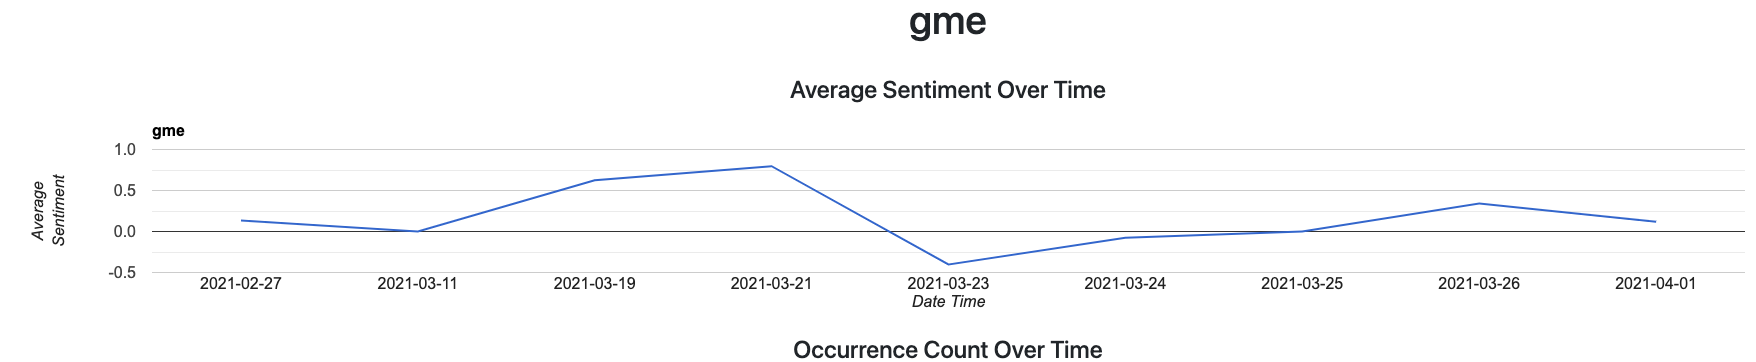 gme
Average Sentiment Over Time
gme
1.0
0.5
0.0
-0.5
Average
Sentiment
2021-02-27 2021-03-11 2021-03-19 2021-03-21 2021-03-23 2021-03-24 2021-03-25 2021-03-26 2021-04-01
Date Time
Occurrence Count Over Time